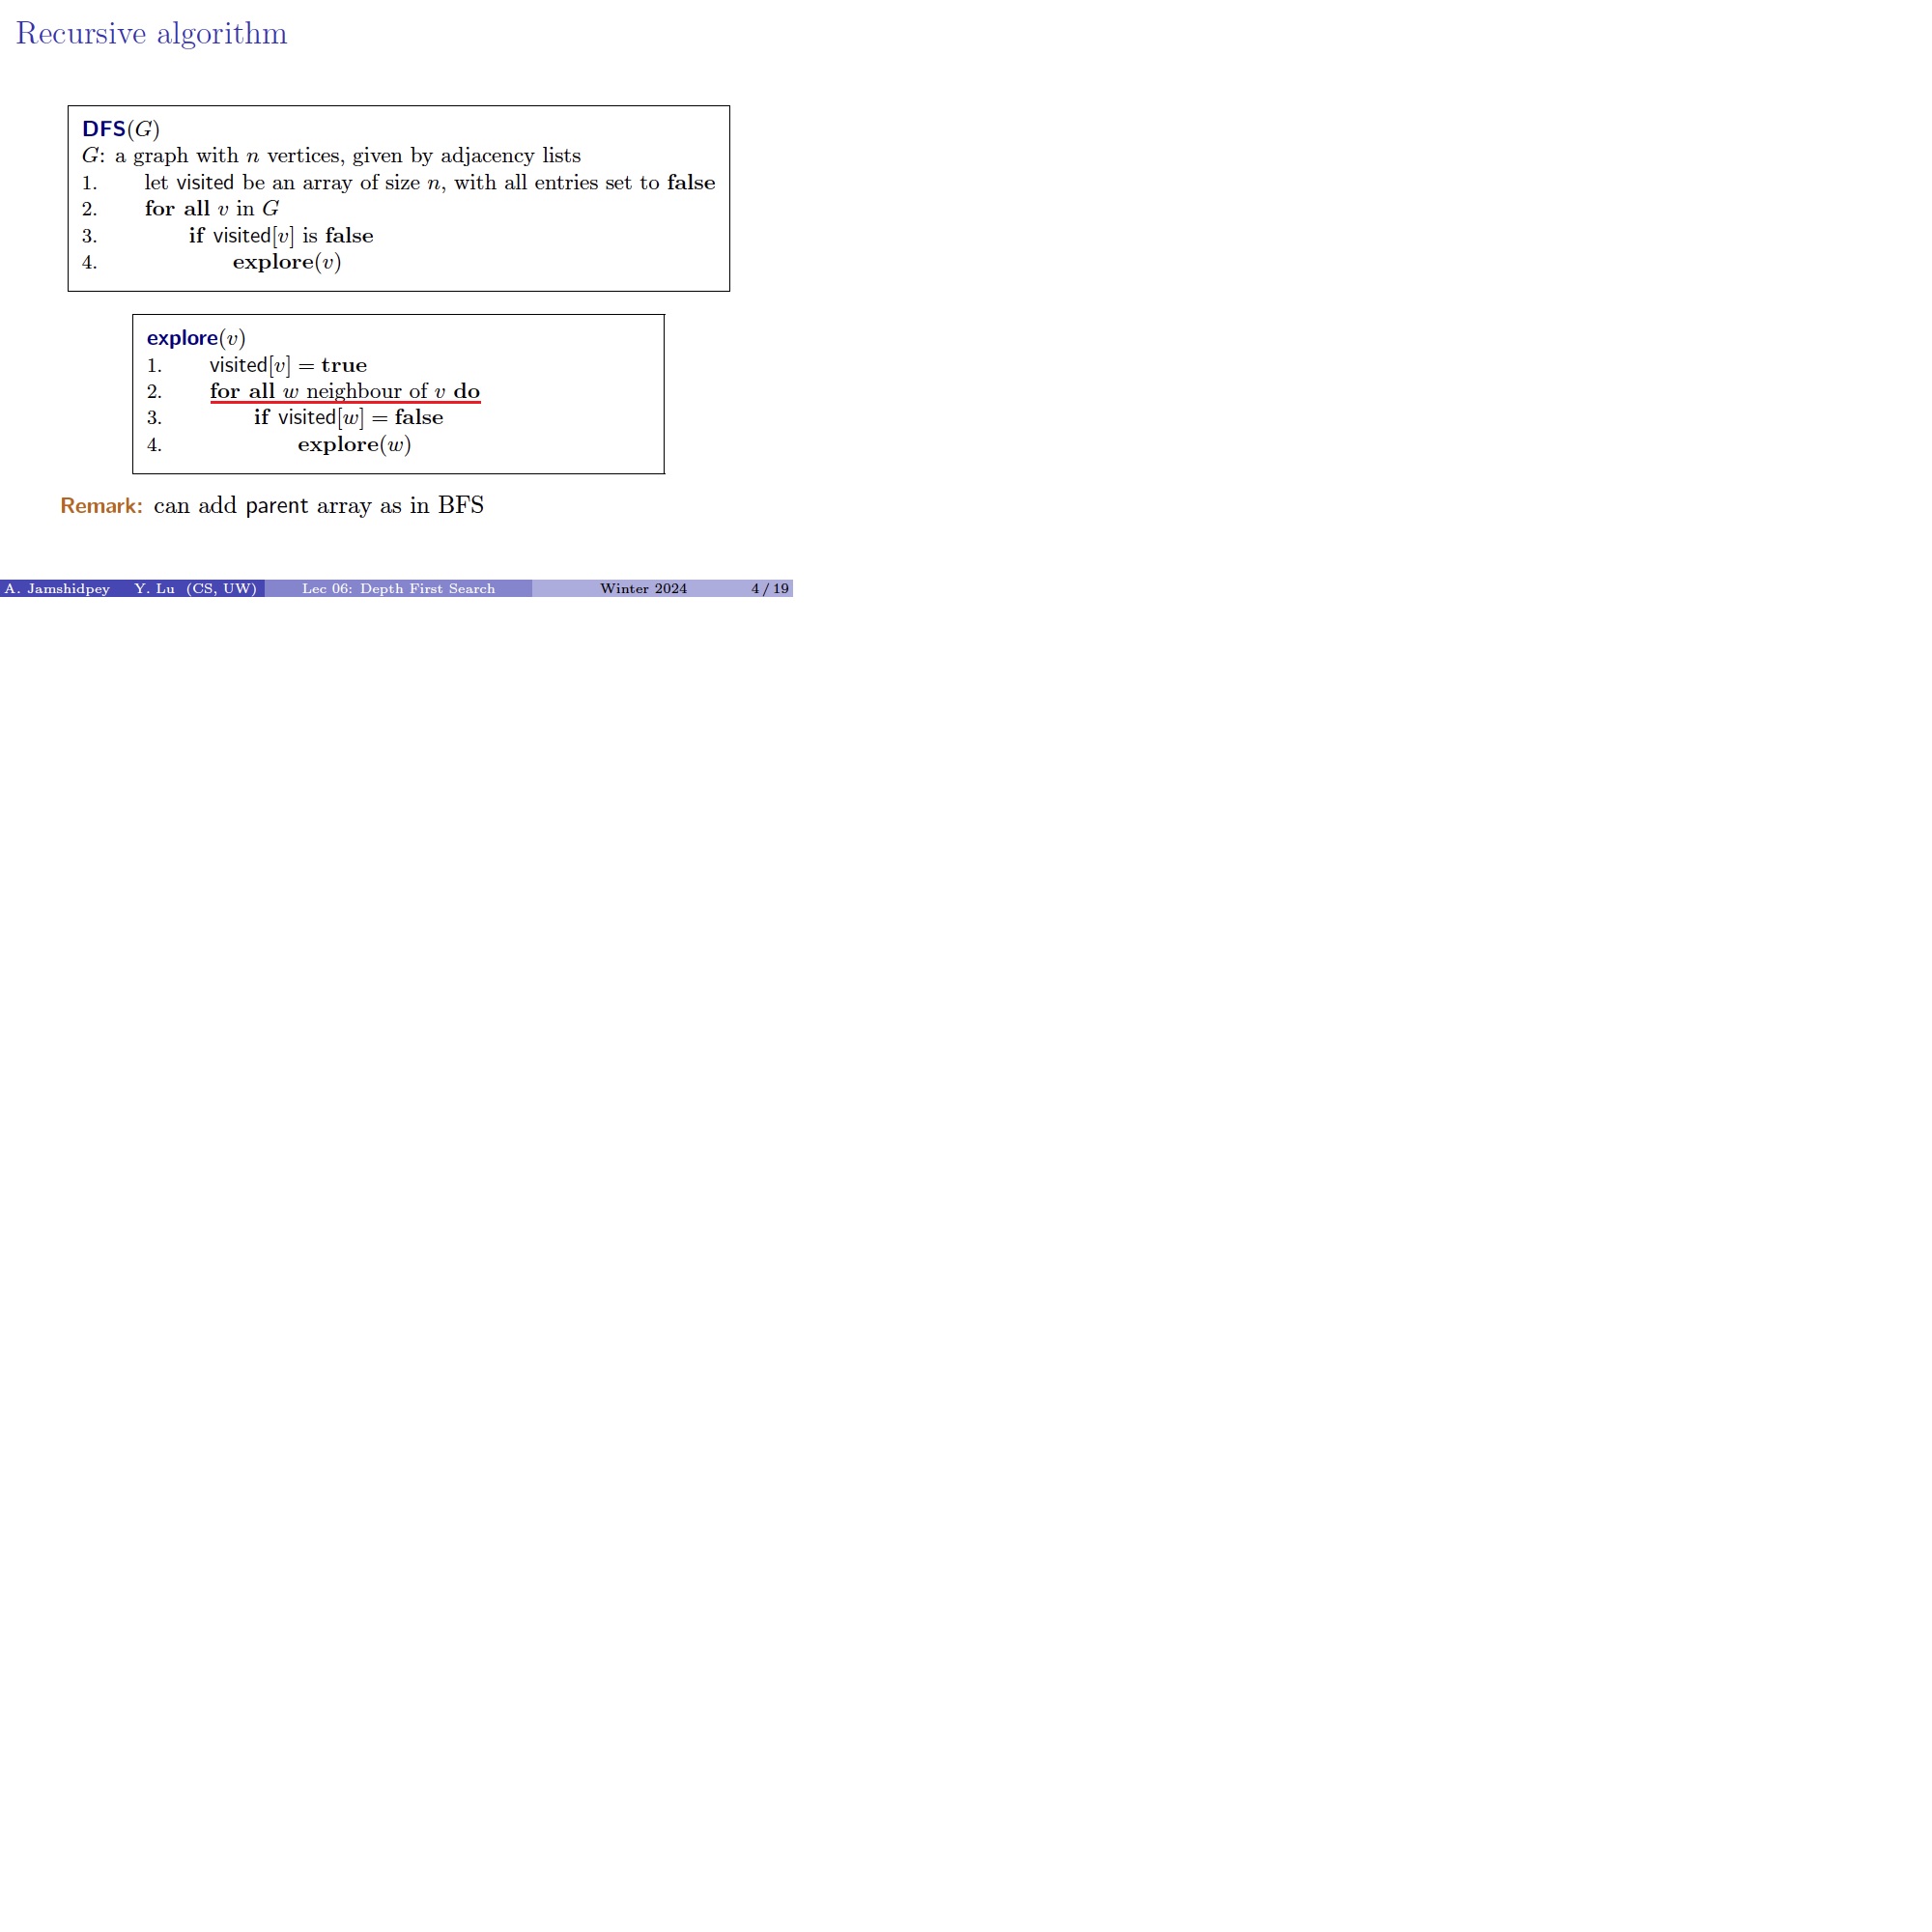 Recursive algorithm
DFS(G)
G: a graph with n vertices, given by adjacency lists
1. let visited be an array of size n, with all entries set to false
2. for all v in G
3. if visited[v] is false
4. explore(v)
explore(v)
1. visited[v] = true
2. for all w neighbour of v do
3. if visited[w] = false
4. explore(w)
Remark: can add parent array as in BFS
A. Jamshidpey Y. Lu (CS, UW) Lec 06: Depth First Search Winter 2024 4 / 19